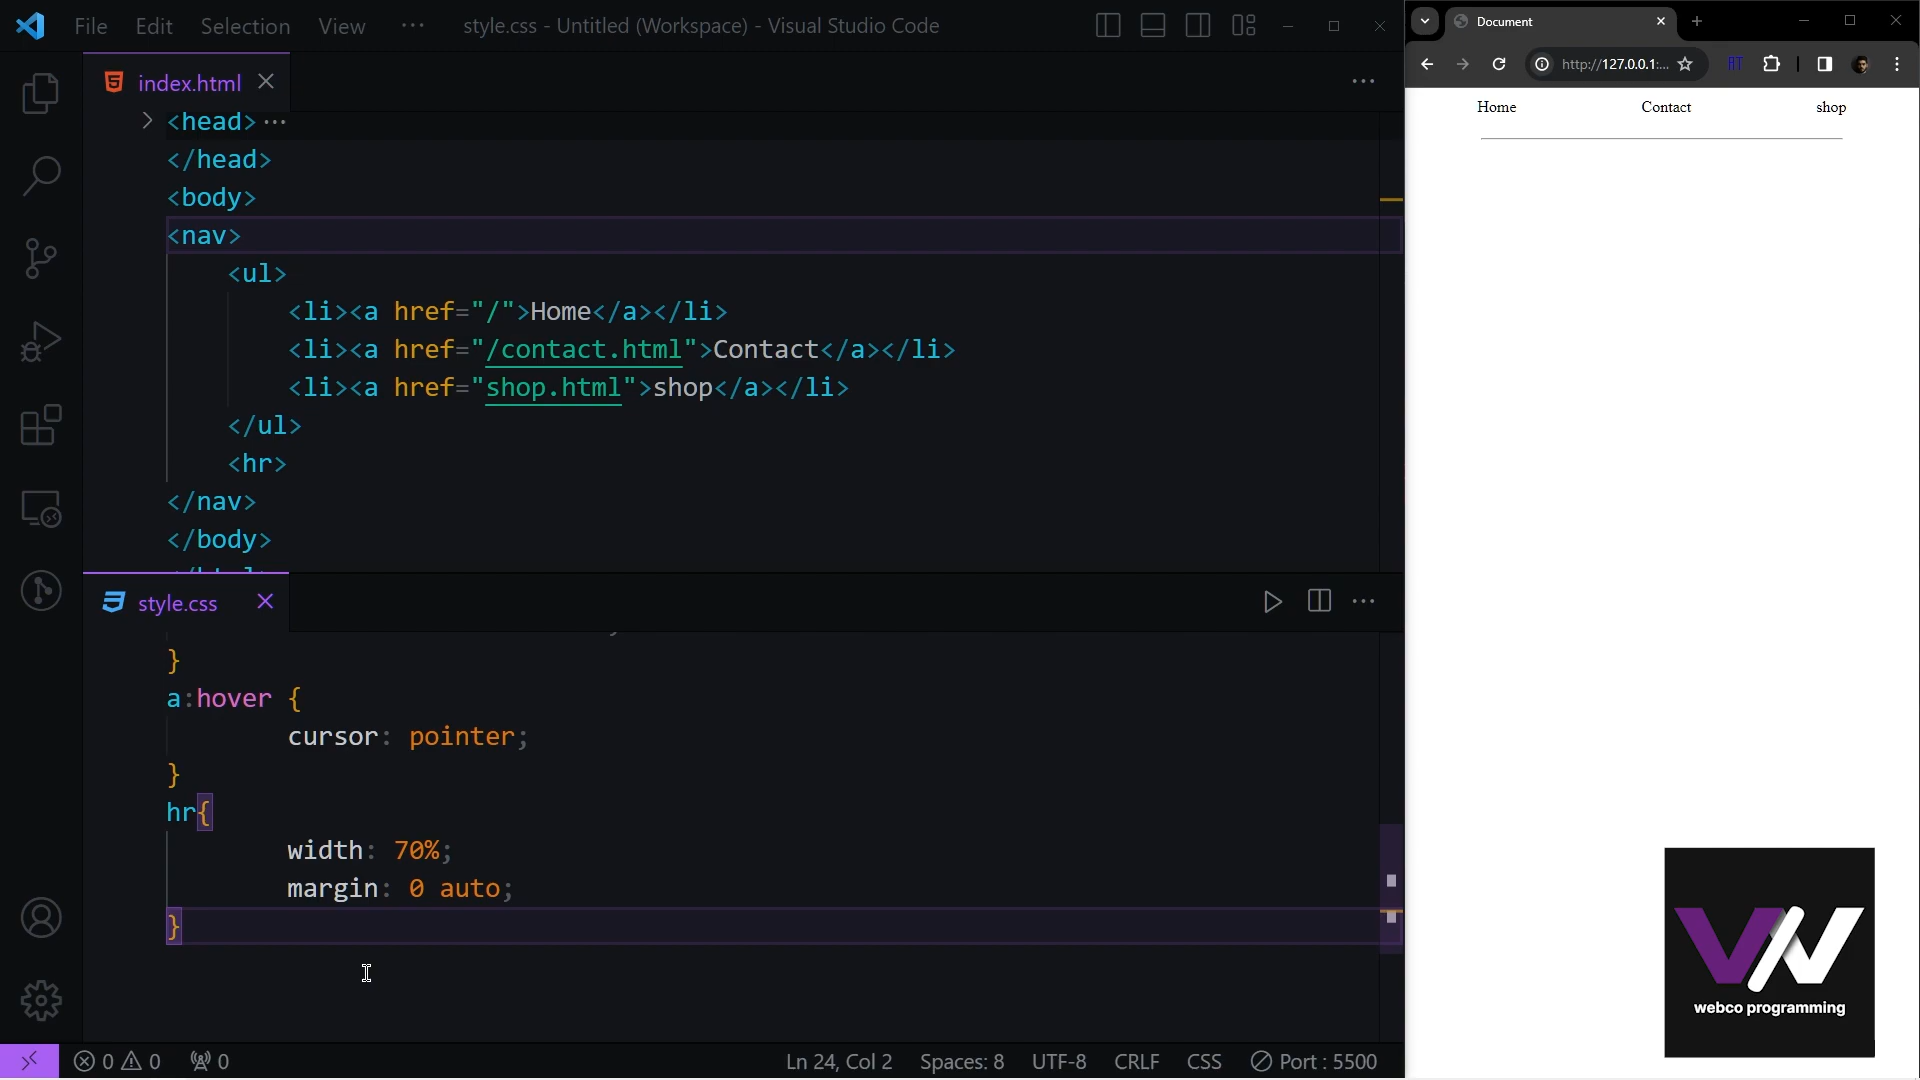 File Edit Selection View ··· style.css - Untitled (Workspace) - Visual Studio Code
Document
index.html
http://127.0.0.1:...
<head>···
</head>
<body>
<nav>
<ul>
<li><a href="/">Home</a></li>
<li><a href="/contact.html">Contact</a></li>
<li><a href="shop.html">shop</a></li>
</ul>
<hr>
</nav>
</body>
style.css
}
a:hover {
cursor: pointer;
}
hr{
width: 70%;
margin: 0 auto;
}
0 0 0 Ln 24, Col 2 Spaces: 8 UTF-8 CRLF CSS Port : 5500
Home Contact shop
webco programming